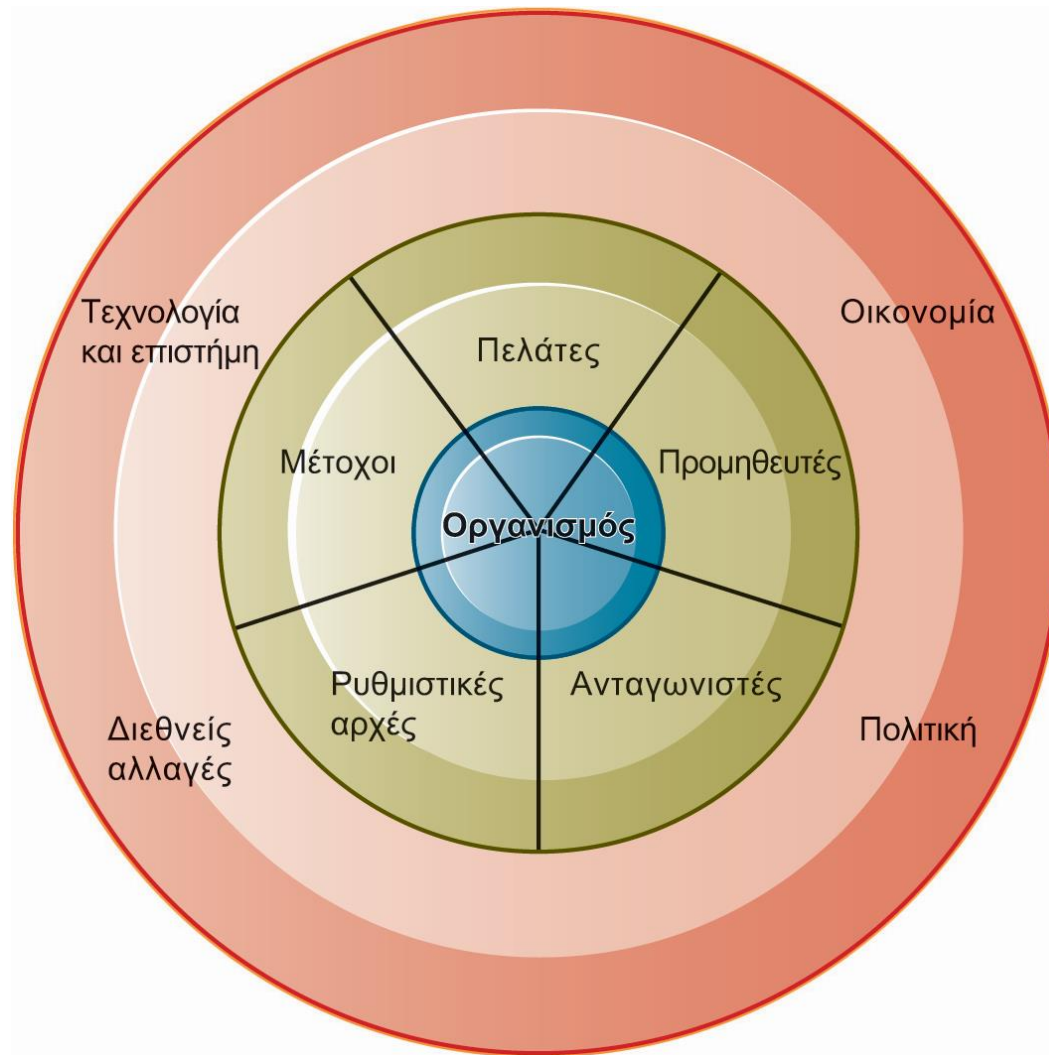 Τεχνολογία
και επιστήμη
Οικονομία
Πελάτες
Μέτοχοι
Προμηθευτές
Οργανισμός
Ρυθμιστικές
αρχές
Ανταγωνιστές
Διεθνείς
αλλαγές
Πολιτική